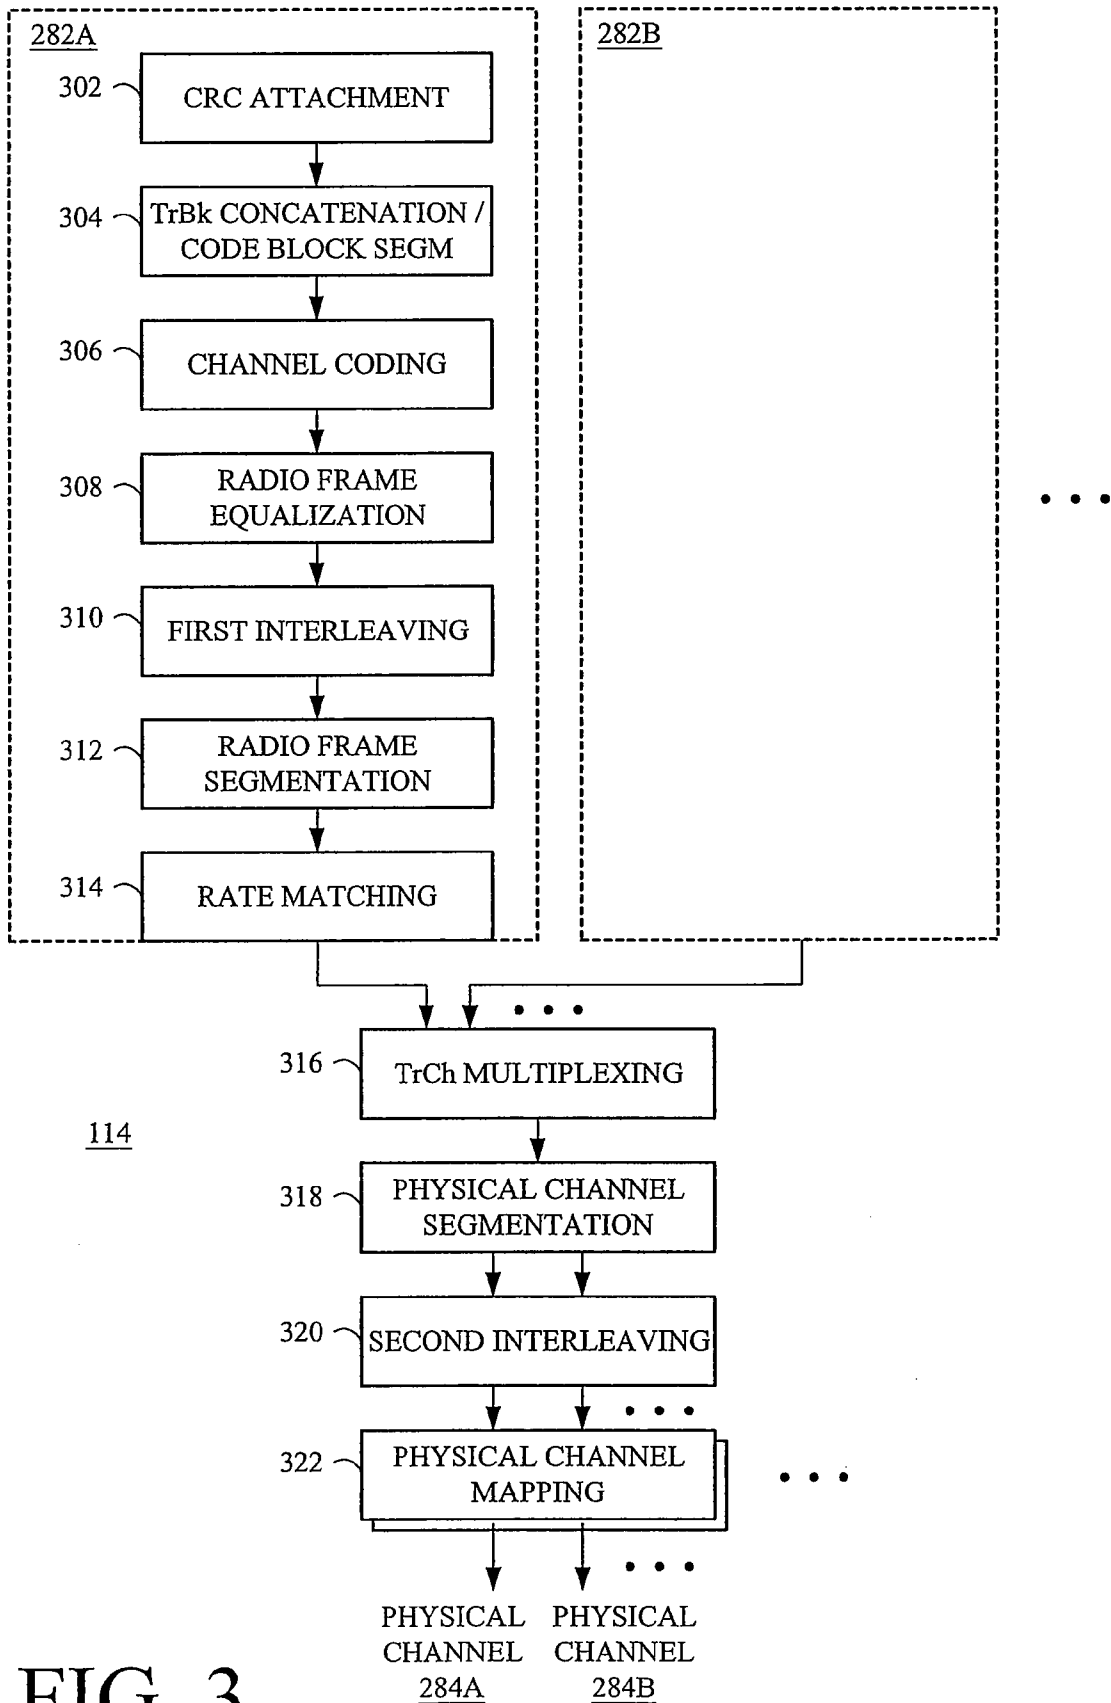 282A
282B
302
CRC ATTACHMENT
304
TrBk CONCATENATION /
CODE BLOCK SEGM
306
CHANNEL CODING
308
RADIO FRAME
EQUALIZATION
310
FIRST INTERLEAVING
312
RADIO FRAME
SEGMENTATION
314
RATE MATCHING
316
TrCh MULTIPLEXING
114
318
PHYSICAL CHANNEL
SEGMENTATION
320
SECOND INTERLEAVING
322
PHYSICAL CHANNEL
MAPPING
PHYSICAL
CHANNEL
284A
PHYSICAL
CHANNEL
284B
FIG. 3